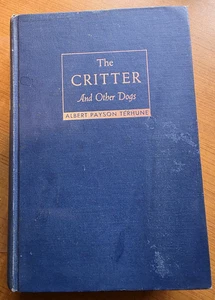 The
CRITTER
And Other Dogs
ALBERT PAYSON TERHUNE